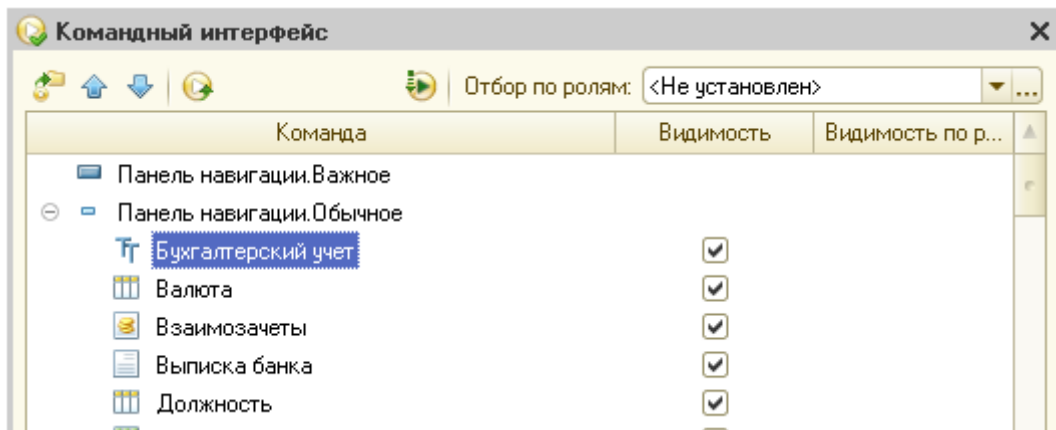 Командный интерфейс
Отбор по ролям: <Не установлен> ...
Команда Видимость Видимость по р...
Панель навигации.Важное
Панель навигации.Обычное
Бухгалтерский учет
Валюта
Взаимозачеты
Выписка банка
Должность